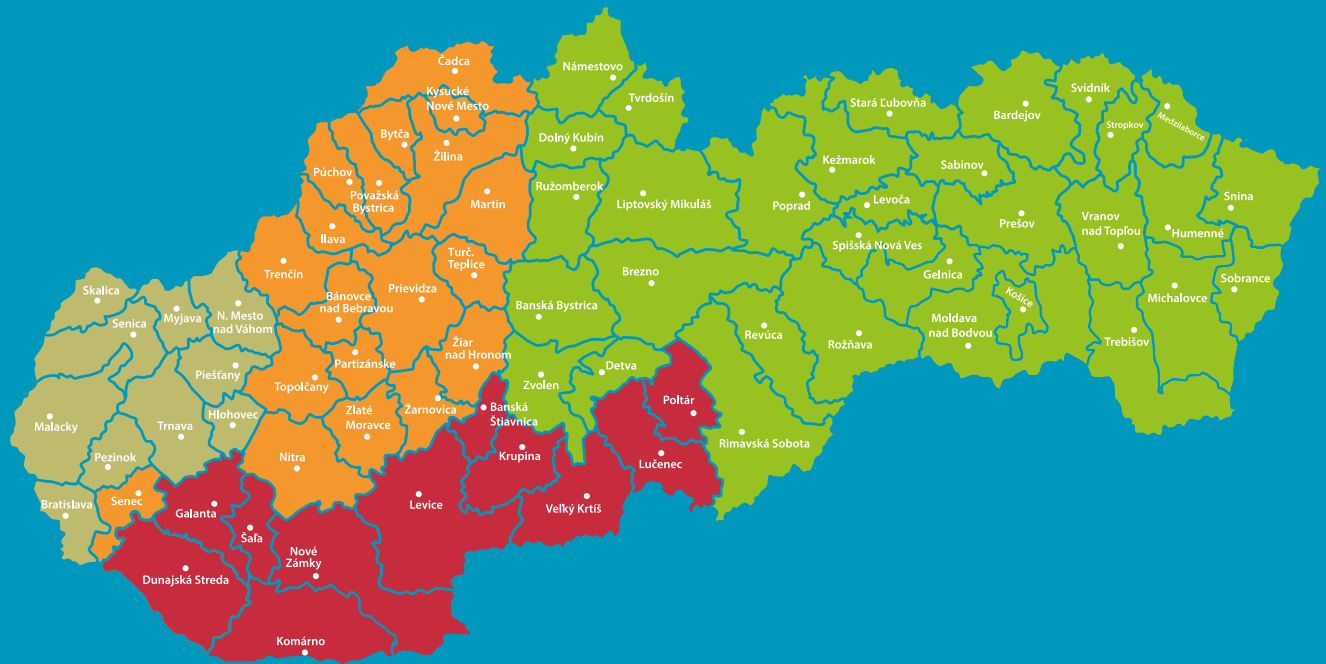 Čadca
Kysucké
Nové Mesto
Bytča
Žilina
Púchov
Považská
Bystrica
Martin
Ilava
Trenčín
Turč.
Teplice
Bánovce
nad Bebravou
Prievidza
Žiar
nad Hronom
Partizánske
Topolčany
Žarnovica
Zlaté
Moravce
Nitra
Senec
Skalica
Senica
Myjava
N. Mesto
nad Váhom
Piešťany
Hlohovec
Trnava
Malacky
Pezinok
Bratislava
Galanta
Šaľa
Dunajská Streda
Nové
Zámky
Komárno
Levice
Banská
Štiavnica
Krupina
Veľký Krtíš
Lučenec
Poltár
Námestovo
Tvrdošín
Dolný Kubín
Ružomberok
Liptovský Mikuláš
Banská Bystrica
Brezno
Zvolen
Detva
Revúca
Rimavská Sobota
Rožňava
Poprad
Kežmarok
Stará Ľubovňa
Levoča
Spišská Nová Ves
Gelnica
Sabinov
Bardejov
Svidník
Stropkov
Medzilaborce
Prešov
Vranov
nad Topľou
Humenné
Snina
Sobrance
Michalovce
Trebišov
Košice
Moldava
nad Bodvou